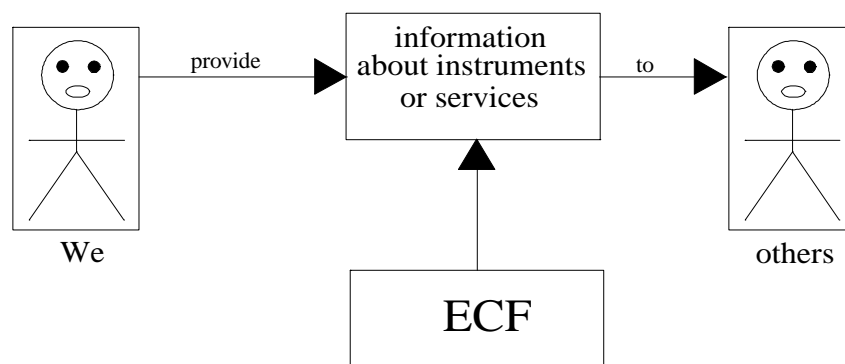 information
about instruments
or services
provide
to
We
others
ECF